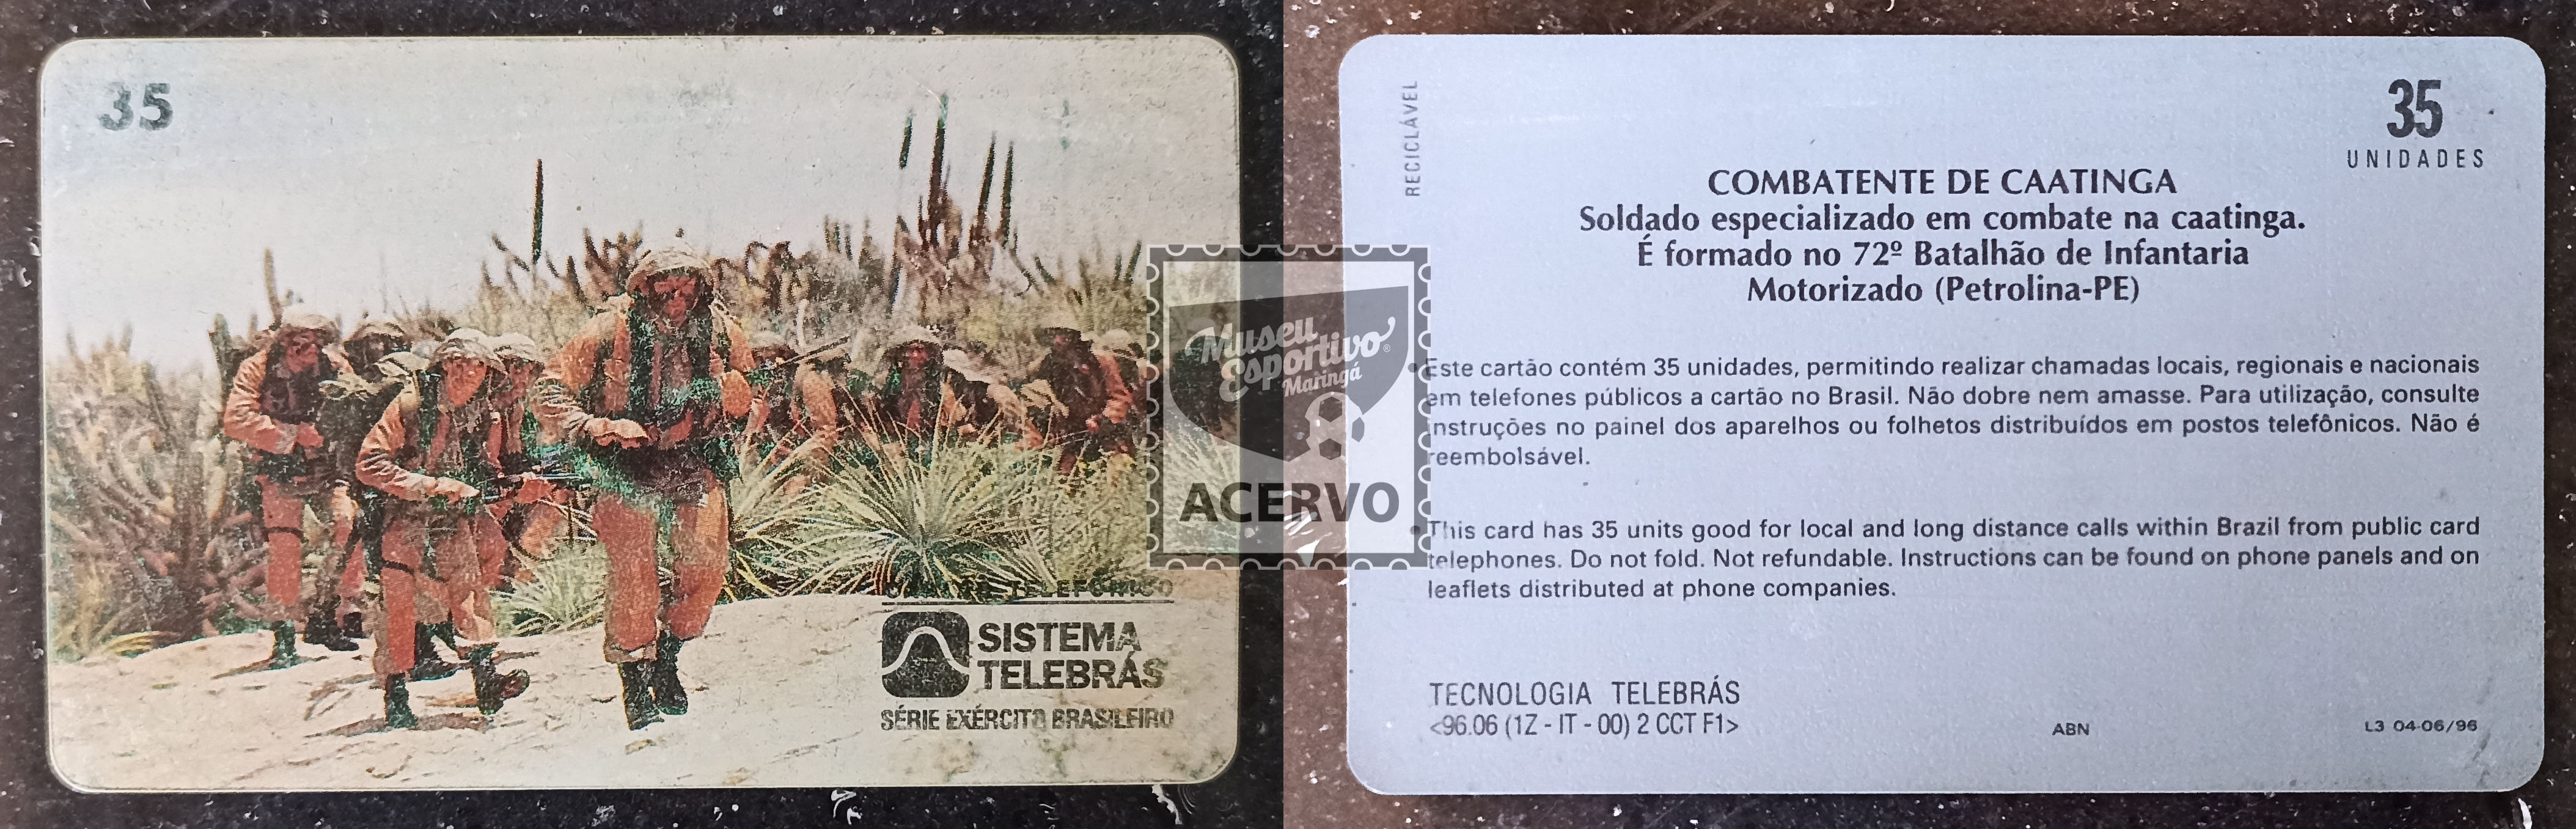 35
CARTÃO TELEFÔNICO
SISTEMA
TELEBRÁS
SÉRIE EXÉRCITO BRASILEIRO
Museu
Esportivo®
Maringá
ACERVO
RECICLÁVEL
35
UNIDADES
COMBATENTE DE CAATINGA
Soldado especializado em combate na caatinga.
É formado no 72º Batalhão de Infantaria
Motorizado (Petrolina-PE)
• Este cartão contém 35 unidades, permitindo realizar chamadas locais, regionais e nacionais
em telefones públicos a cartão no Brasil. Não dobre nem amasse. Para utilização, consulte
instruções no painel dos aparelhos ou folhetos distribuídos em postos telefônicos. Não é
reembolsável.
• This card has 35 units good for local and long distance calls within Brazil from public card
telephones. Do not fold. Not refundable. Instructions can be found on phone panels and on
leaflets distributed at phone companies.
TECNOLOGIA TELEBRÁS
<96.06 (1Z - IT - 00) 2 CCT F1>
ABN
L3 04-06/96